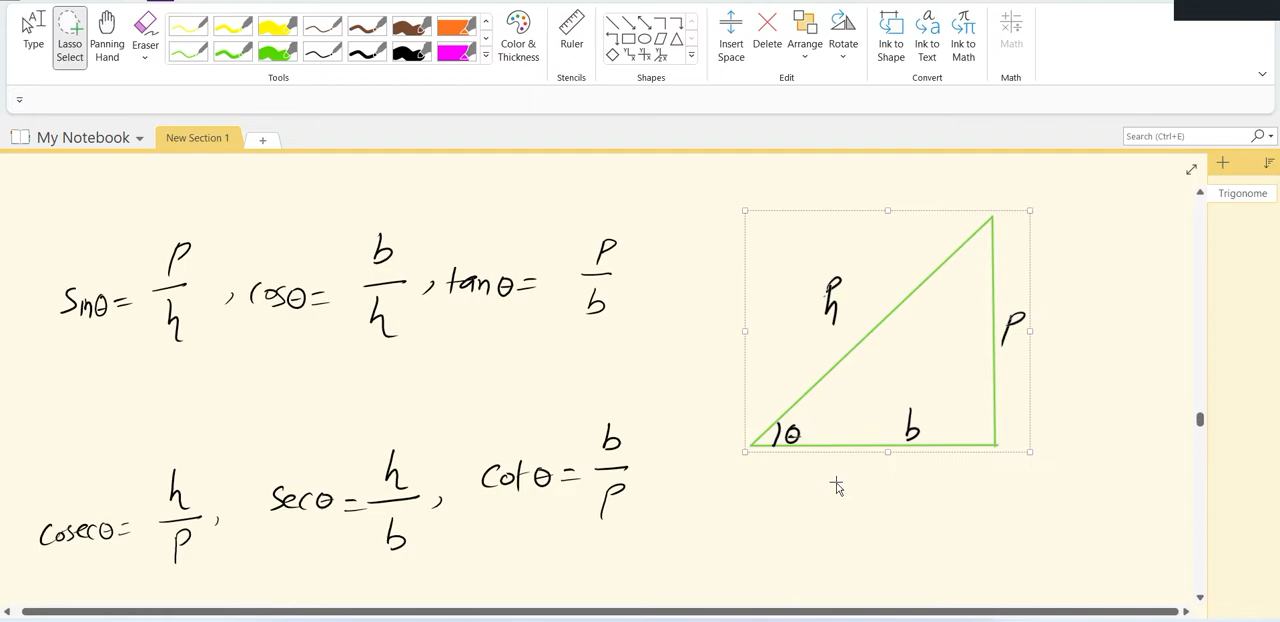 Type
Lasso Select
Panning Hand
Eraser
Color & Thickness
Ruler
Insert Space
Delete
Arrange
Rotate
Ink to Shape
Ink to Text
Ink to Math
Math
Tools
Stencils
Shapes
Edit
Convert
Math
My Notebook
New Section 1
+
Search (Ctrl+E)
Trigonome
sinθ = p/h , cosθ = b/h , tanθ = p/b
h
p
θ
b
cosecθ = h/p , secθ = h/b , cotθ = b/p